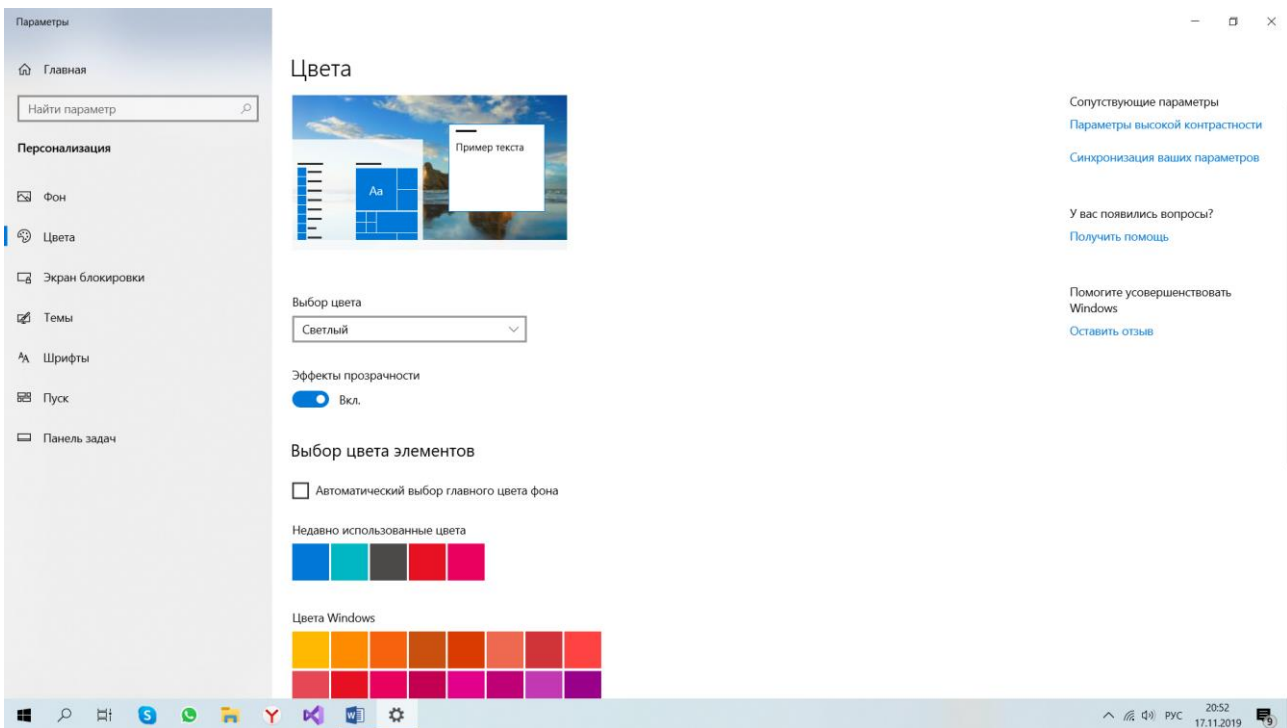 Параметры
Главная
Найти параметр
Персонализация
Фон
Цвета
Экран блокировки
Темы
Шрифты
Пуск
Панель задач
Цвета
Пример текста
Aa
Выбор цвета
Светлый
Эффекты прозрачности
Вкл.
Выбор цвета элементов
Автоматический выбор главного цвета фона
Недавно использованные цвета
Цвета Windows
Сопутствующие параметры
Параметры высокой контрастности
Синхронизация ваших параметров
У вас появились вопросы?
Получить помощь
Помогите усовершенствовать
Windows
Оставить отзыв
РУС
20:52
17.11.2019
9